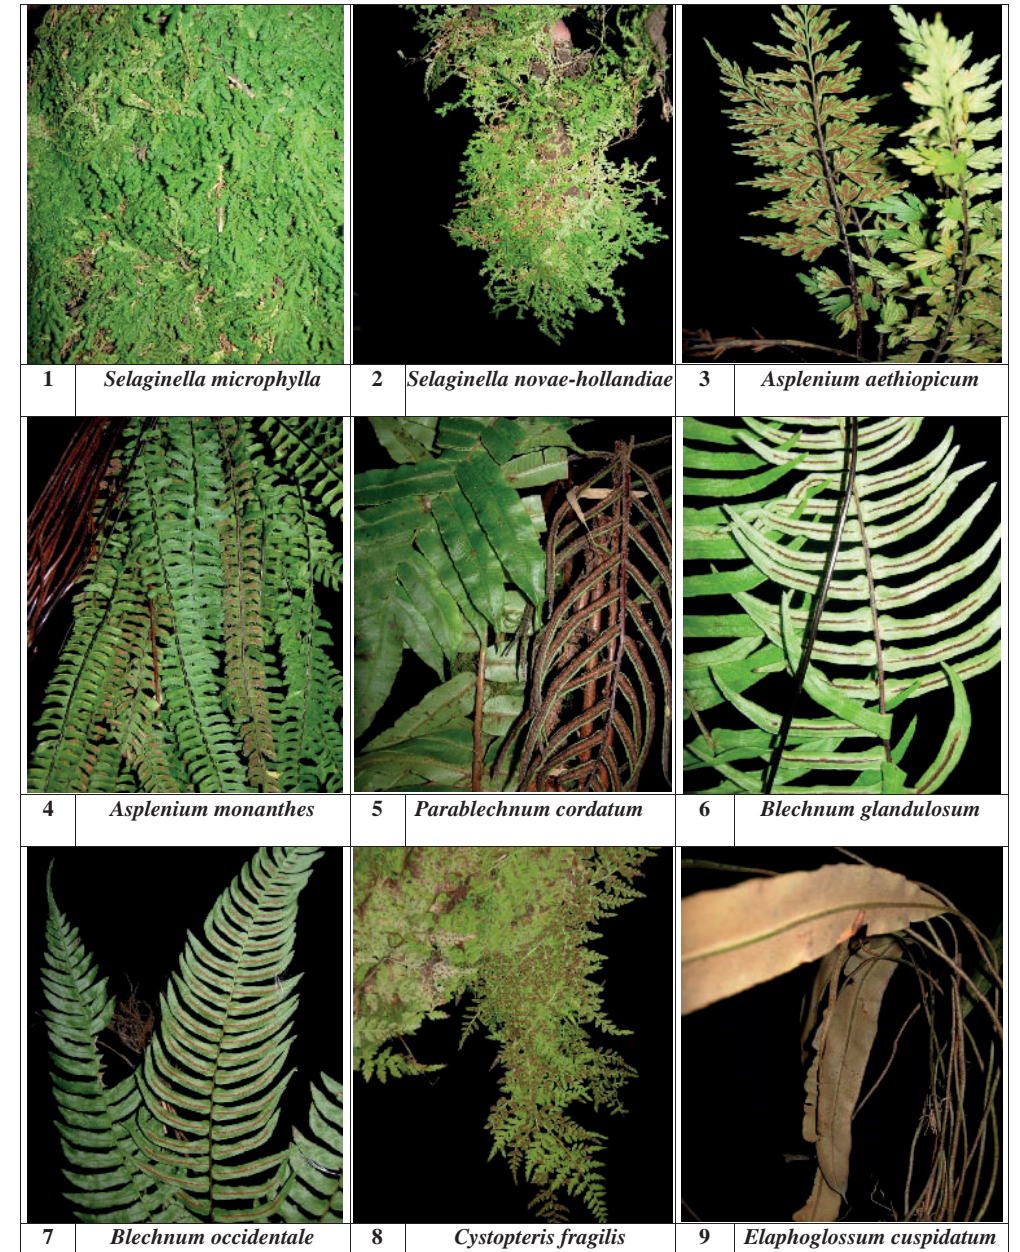 1 Selaginella microphylla 2 Selaginella novae-hollandiae 3 Asplenium aethiopicum
4 Asplenium monanthes 5 Parablechnum cordatum 6 Blechnum glandulosum
7 Blechnum occidentale 8 Cystopteris fragilis 9 Elaphoglossum cuspidatum